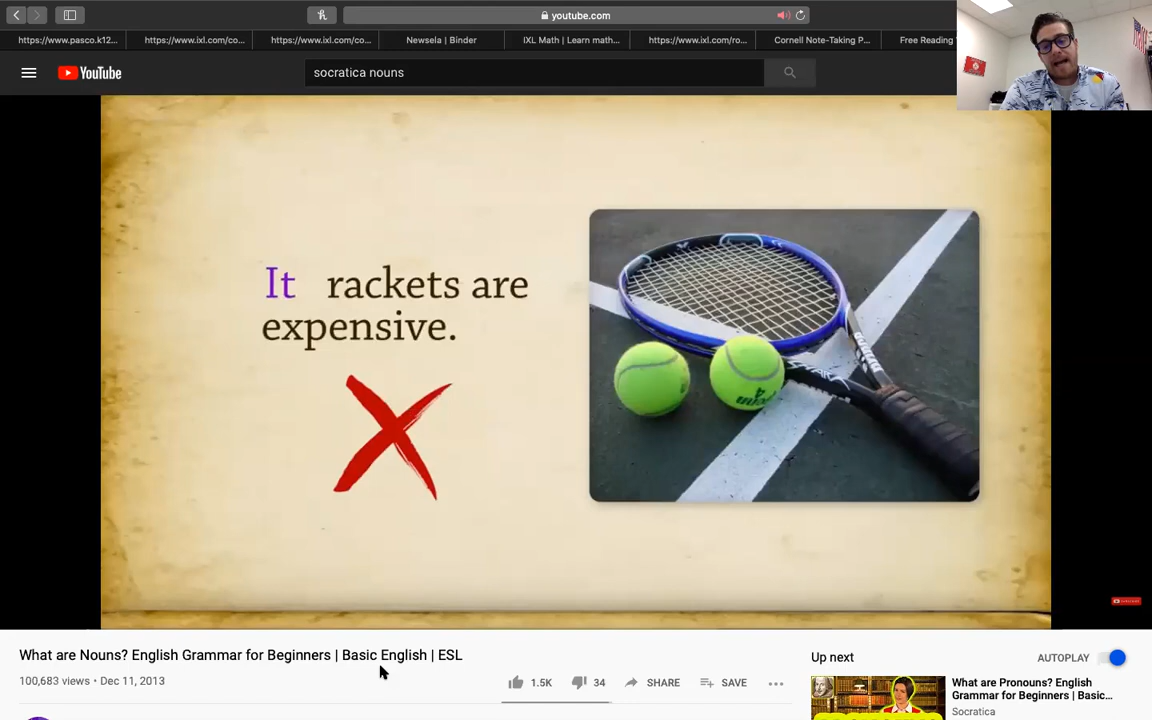 youtube.com
https://www.pasco.k12...
https://www.ixl.com/co...
https://www.ixl.com/co...
Newsela | Binder
IXL Math | Learn math...
https://www.ixl.com/ro...
Cornell Note-Taking P...
Free Reading
YouTube
socratica nouns
It rackets are
expensive.
What are Nouns? English Grammar for Beginners | Basic English | ESL
100,683 views • Dec 11, 2013
1.5K
34
SHARE
SAVE
Up next
AUTOPLAY
What are Pronouns? English
Grammar for Beginners | Basic...
Socratica